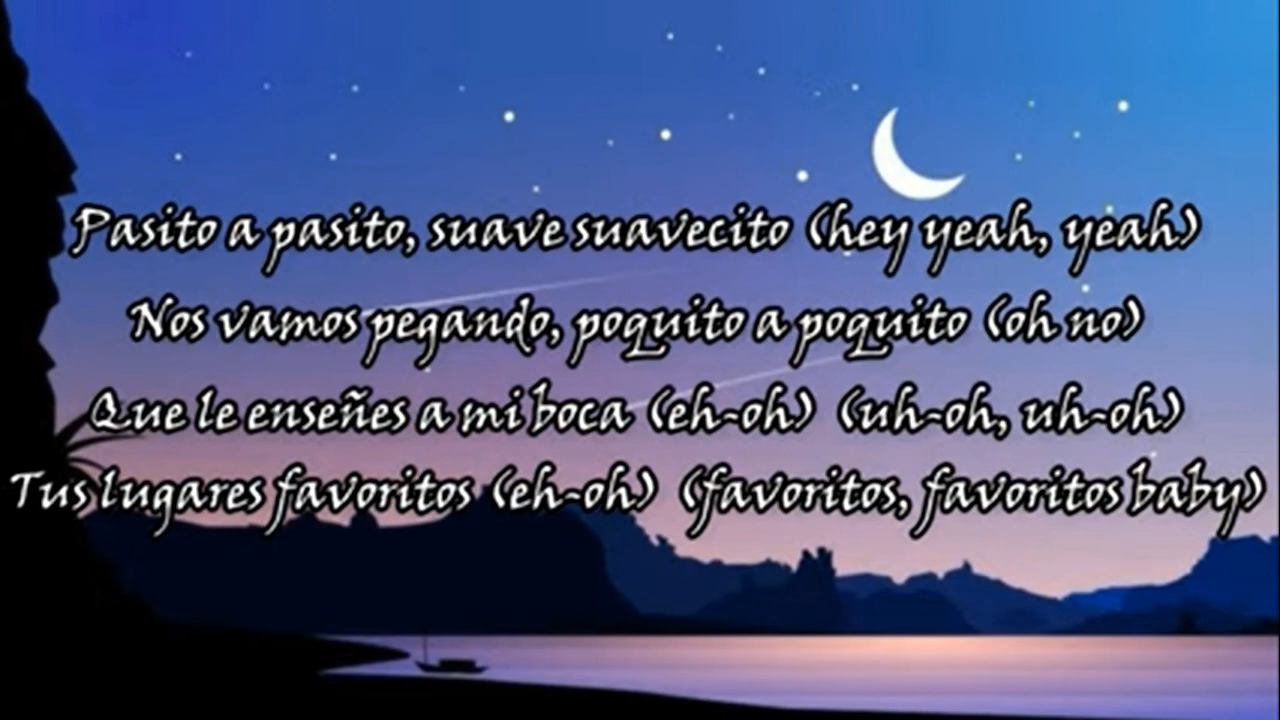 Pasito a pasito, suave suavecito (hey yeah, yeah)
Nos vamos pegando, poquito a poquito (oh no)
Que le enseñes a mi boca (eh-oh) (uh-oh, uh-oh)
Tus lugares favoritos (eh-oh) (favoritos, favoritos baby)